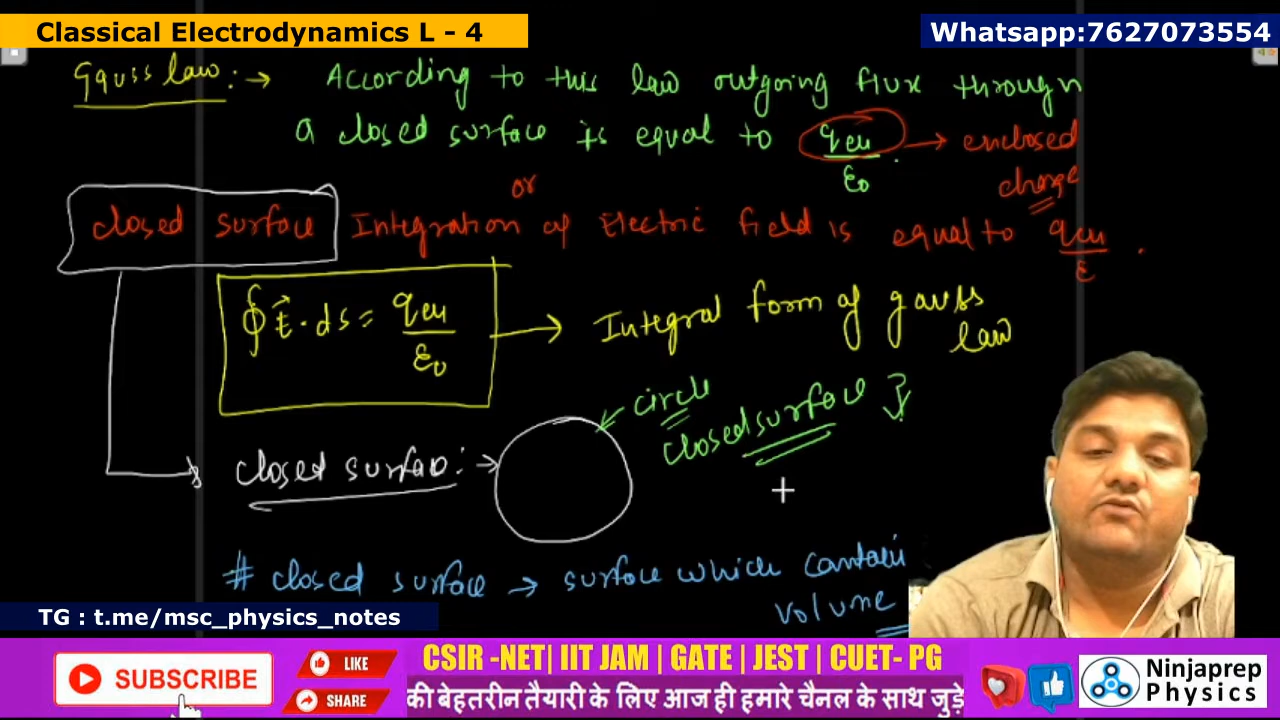 Classical Electrodynamics L - 4
Whatsapp:7627073554
Gauss law :→ According to this law outgoing flux through
a closed surface is equal to qen/ε0. → enclosed charge
or
closed surface Integration of Electric field is equal to qen/ε.
∮E⃗·ds = qen/ε0 → Integral form of gauss law
circle
closed surface ?
closed surfac :→
+
# closed surface → surface which contain
volume
TG : t.me/msc_physics_notes
SUBSCRIBE
LIKE
SHARE
CSIR -NET| IIT JAM | GATE | JEST | CUET- PG
की बेहतरीन तैयारी के लिए आज ही हमारे चैनल के साथ जुड़े
Ninjaprep
Physics